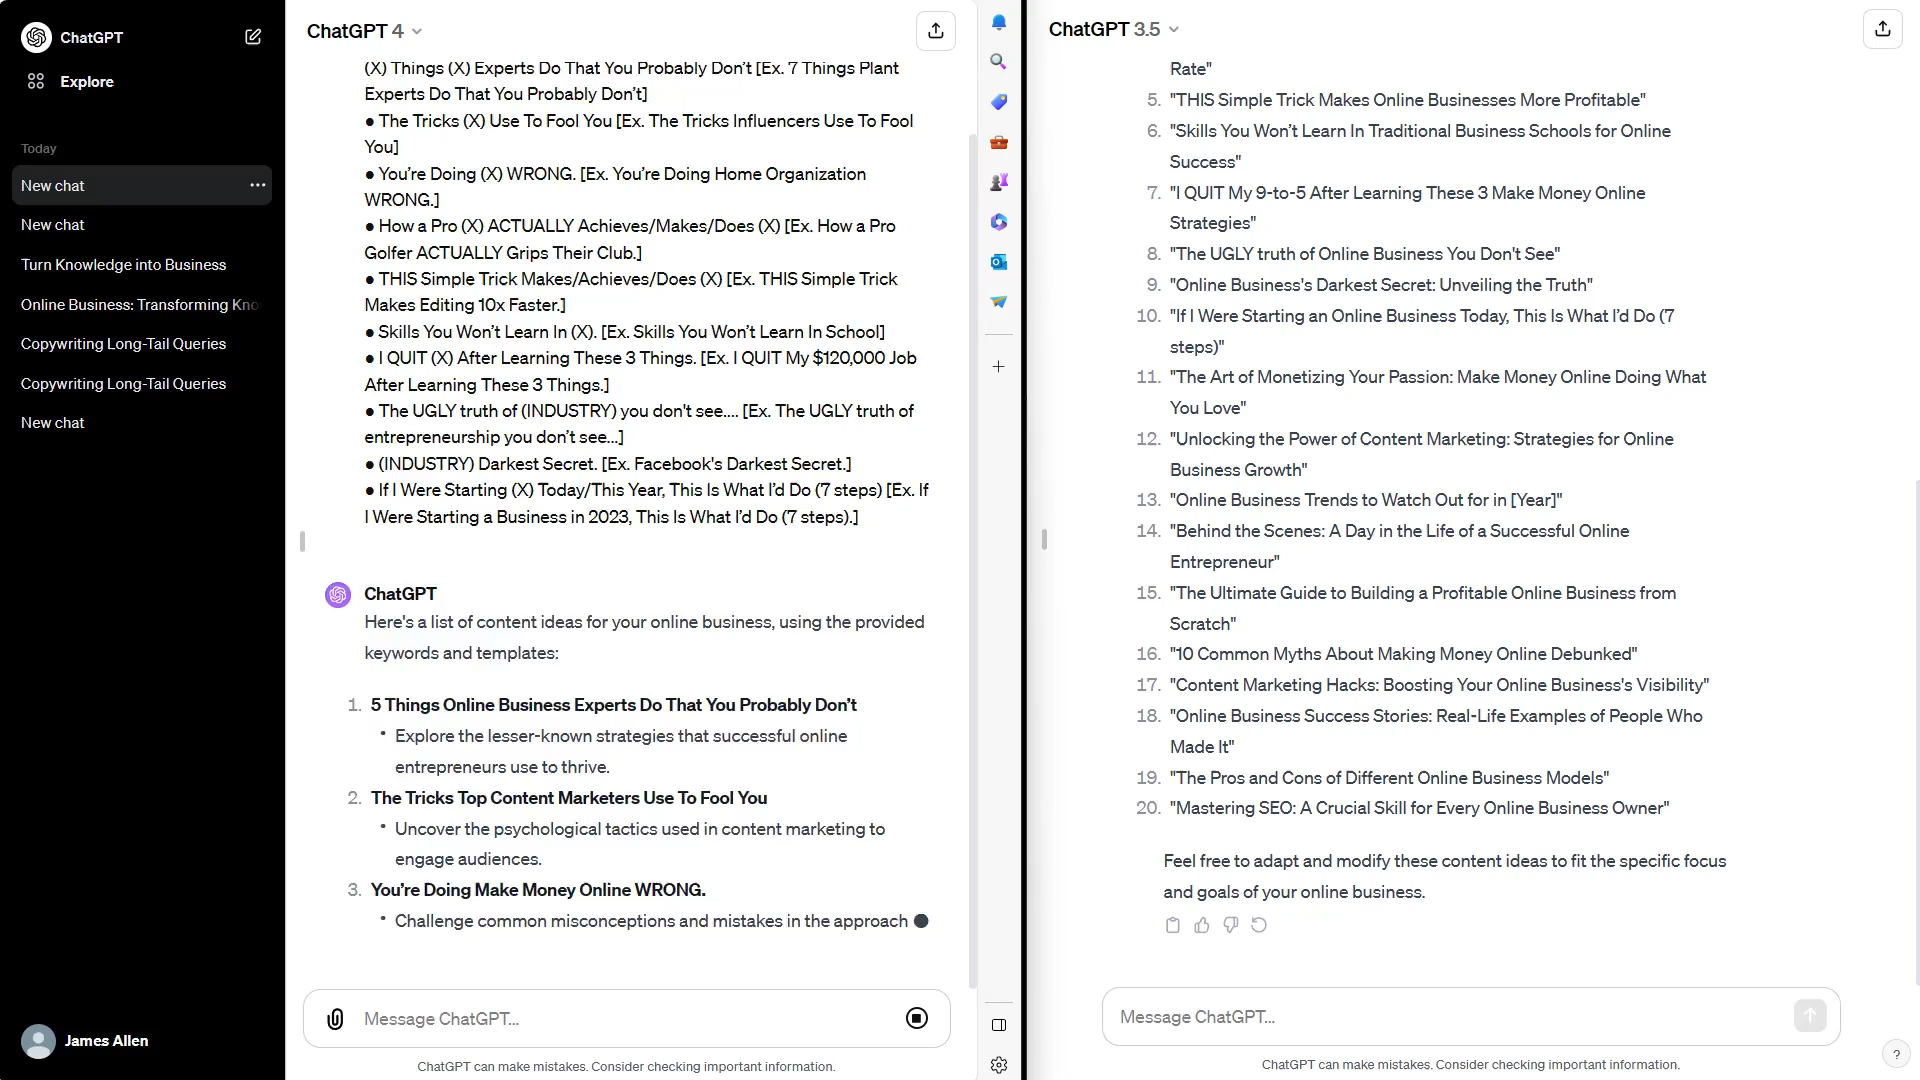 ChatGPT
Explore
Today
New chat
New chat
Turn Knowledge into Business
Online Business: Transforming Kno
Copywriting Long-Tail Queries
Copywriting Long-Tail Queries
New chat
James Allen
ChatGPT 4
(X) Things (X) Experts Do That You Probably Don’t [Ex. 7 Things Plant
Experts Do That You Probably Don’t]
● The Tricks (X) Use To Fool You [Ex. The Tricks Influencers Use To Fool
You]
● You’re Doing (X) WRONG. [Ex. You’re Doing Home Organization
WRONG.]
● How a Pro (X) ACTUALLY Achieves/Makes/Does (X) [Ex. How a Pro
Golfer ACTUALLY Grips Their Club.]
● THIS Simple Trick Makes/Achieves/Does (X) [Ex. THIS Simple Trick
Makes Editing 10x Faster.]
● Skills You Won’t Learn In (X). [Ex. Skills You Won’t Learn In School]
● I QUIT (X) After Learning These 3 Things. [Ex. I QUIT My $120,000 Job
After Learning These 3 Things.]
● The UGLY truth of (INDUSTRY) you don't see.... [Ex. The UGLY truth of
entrepreneurship you don’t see...]
● (INDUSTRY) Darkest Secret. [Ex. Facebook's Darkest Secret.]
● If I Were Starting (X) Today/This Year, This Is What I’d Do (7 steps) [Ex. If
I Were Starting a Business in 2023, This Is What I’d Do (7 steps).]
ChatGPT
Here's a list of content ideas for your online business, using the provided
keywords and templates:
1. 5 Things Online Business Experts Do That You Probably Don’t
• Explore the lesser-known strategies that successful online
entrepreneurs use to thrive.
2. The Tricks Top Content Marketers Use To Fool You
• Uncover the psychological tactics used in content marketing to
engage audiences.
3. You’re Doing Make Money Online WRONG.
• Challenge common misconceptions and mistakes in the approach
Message ChatGPT...
ChatGPT can make mistakes. Consider checking important information.
ChatGPT 3.5
Rate"
5. "THIS Simple Trick Makes Online Businesses More Profitable"
6. "Skills You Won’t Learn In Traditional Business Schools for Online
Success"
7. "I QUIT My 9-to-5 After Learning These 3 Make Money Online
Strategies"
8. "The UGLY truth of Online Business You Don't See"
9. "Online Business's Darkest Secret: Unveiling the Truth"
10. "If I Were Starting an Online Business Today, This Is What I’d Do (7
steps)"
11. "The Art of Monetizing Your Passion: Make Money Online Doing What
You Love"
12. "Unlocking the Power of Content Marketing: Strategies for Online
Business Growth"
13. "Online Business Trends to Watch Out for in [Year]"
14. "Behind the Scenes: A Day in the Life of a Successful Online
Entrepreneur"
15. "The Ultimate Guide to Building a Profitable Online Business from
Scratch"
16. "10 Common Myths About Making Money Online Debunked"
17. "Content Marketing Hacks: Boosting Your Online Business's Visibility"
18. "Online Business Success Stories: Real-Life Examples of People Who
Made It"
19. "The Pros and Cons of Different Online Business Models"
20. "Mastering SEO: A Crucial Skill for Every Online Business Owner"
Feel free to adapt and modify these content ideas to fit the specific focus
and goals of your online business.
Message ChatGPT...
ChatGPT can make mistakes. Consider checking important information.
?